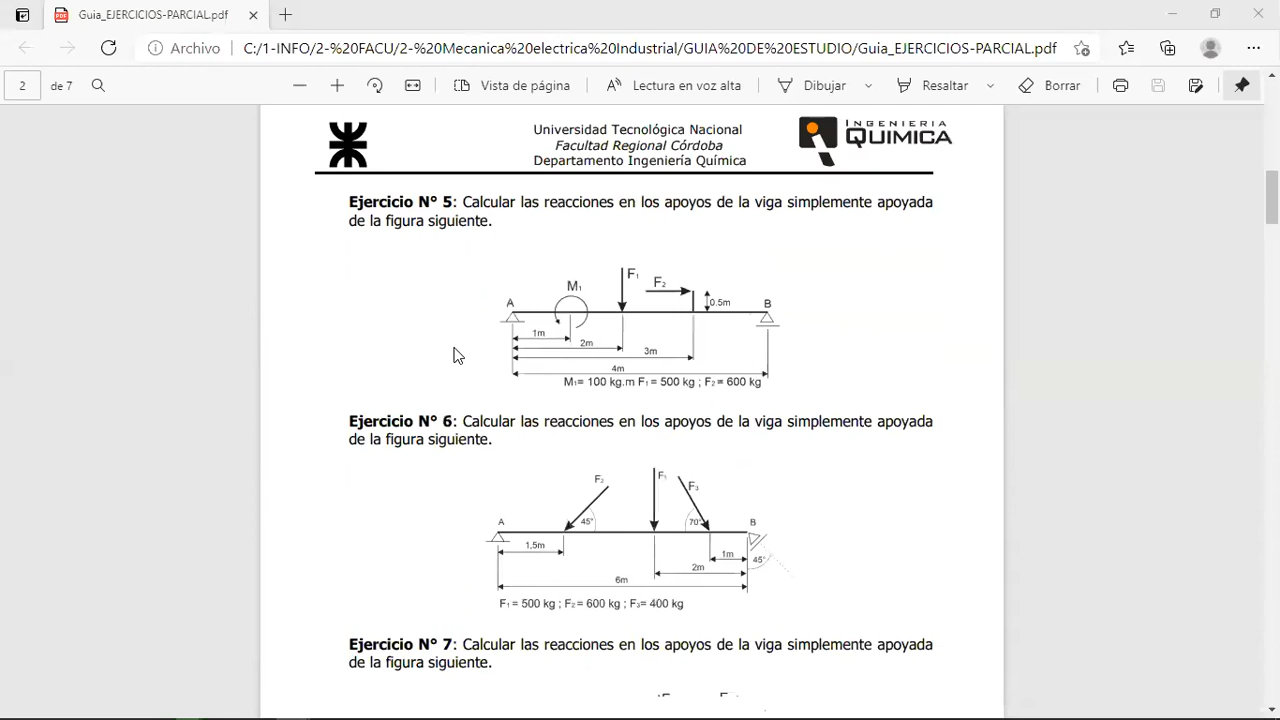 Guia_EJERCICIOS-PARCIAL.pdf
Archivo C:/1-INFO/2-%20FACU/2-%20Mecanica%20electrica%20Industrial/GUIA%20DE%20ESTUDIO/Guia_EJERCICIOS-PARCIAL.pdf
2 de 7 Vista de página Lectura en voz alta Dibujar Resaltar Borrar
Universidad Tecnológica Nacional
Facultad Regional Córdoba
Departamento Ingeniería Química
INGENIERIA
QUIMICA
Ejercicio N° 5: Calcular las reacciones en los apoyos de la viga simplemente apoyada
de la figura siguiente.
F1
M1 F2
A 0.5m B
1m
2m
3m
4m
M1= 100 kg.m F1 = 500 kg ; F2 = 600 kg
Ejercicio N° 6: Calcular las reacciones en los apoyos de la viga simplemente apoyada
de la figura siguiente.
F2 F1 F3
A 45° 70° B
1,5m 1m 45°
2m
6m
F1 = 500 kg ; F2 = 600 kg ; F3= 400 kg
Ejercicio N° 7: Calcular las reacciones en los apoyos de la viga simplemente apoyada
de la figura siguiente.